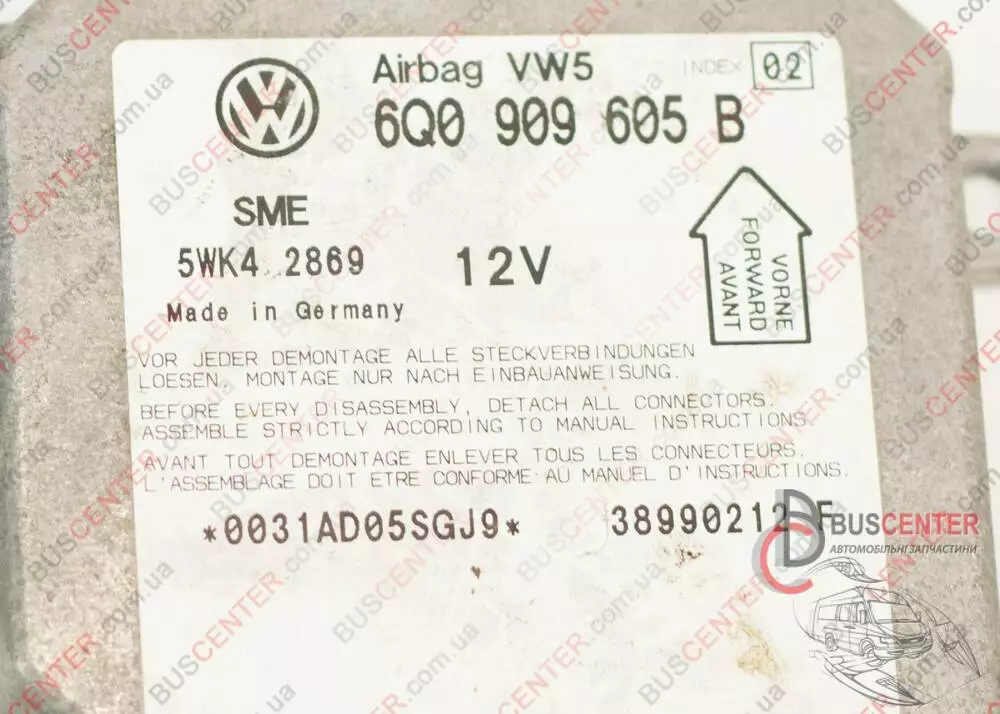 Airbag VW5
INDEX 02
6Q0 909 605 B
SME
5WK4 2869
12V
Made in Germany
VORNE
FORWARD
AVANT
VOR JEDER DEMONTAGE ALLE STECKVERBINDUNGEN
LOESEN. MONTAGE NUR NACH EINBAUANWEISUNG.
BEFORE EVERY DISASSEMBLY, DETACH ALL CONNECTORS.
ASSEMBLE STRICTLY ACCORDING TO MANUAL INSTRUCTIONS.
AVANT TOUT DEMONTAGE ENLEVER TOUS LES CONNECTEURS.
L'ASSEMBLAGE DOIT ETRE CONFORME AU MANUEL D'INSTRUCTIONS.
*0031AD05SGJ9*
38990212 F
BUSCENTER
АВТОМОБІЛЬНІ ЗАПЧАСТИНИ
BUSCENTER.com.ua